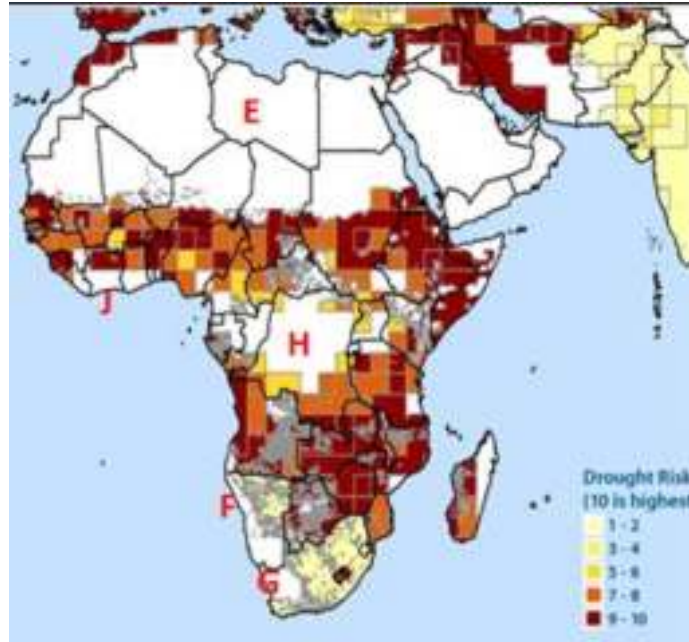 E
J
H
F
G
Drought Risk
(10 is highest
1 - 2
3 - 4
5 - 6
7 - 8
9 - 10